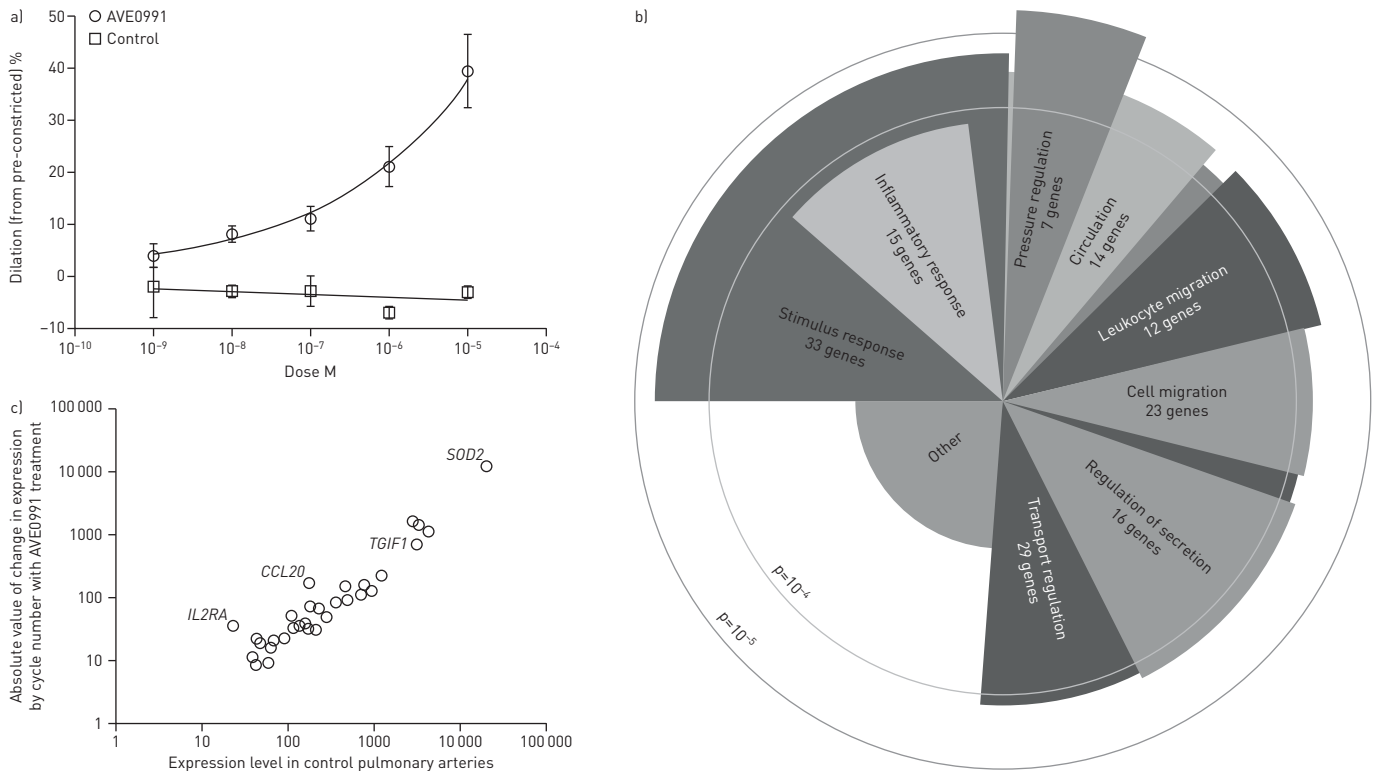 a)
50
40
30
20
10
0
–10
Dilation (from pre-constricted) %
AVE0991
Control
10⁻¹⁰
10⁻⁹
10⁻⁸
10⁻⁷
10⁻⁶
10⁻⁵
10⁻⁴
Dose M
b)
Pressure regulation
7 genes
Circulation
14 genes
Leukocyte migration
12 genes
Cell migration
23 genes
Regulation of secretion
16 genes
Transport regulation
29 genes
Other
Stimulus response
33 genes
Inflammatory response
15 genes
p=10⁻⁴
p=10⁻⁵
c)
100 000
10 000
1000
100
10
1
Absolute value of change in expression
by cycle number with AVE0991 treatment
SOD2
TGIF1
CCL20
IL2RA
1
10
100
1000
10 000
100 000
Expression level in control pulmonary arteries